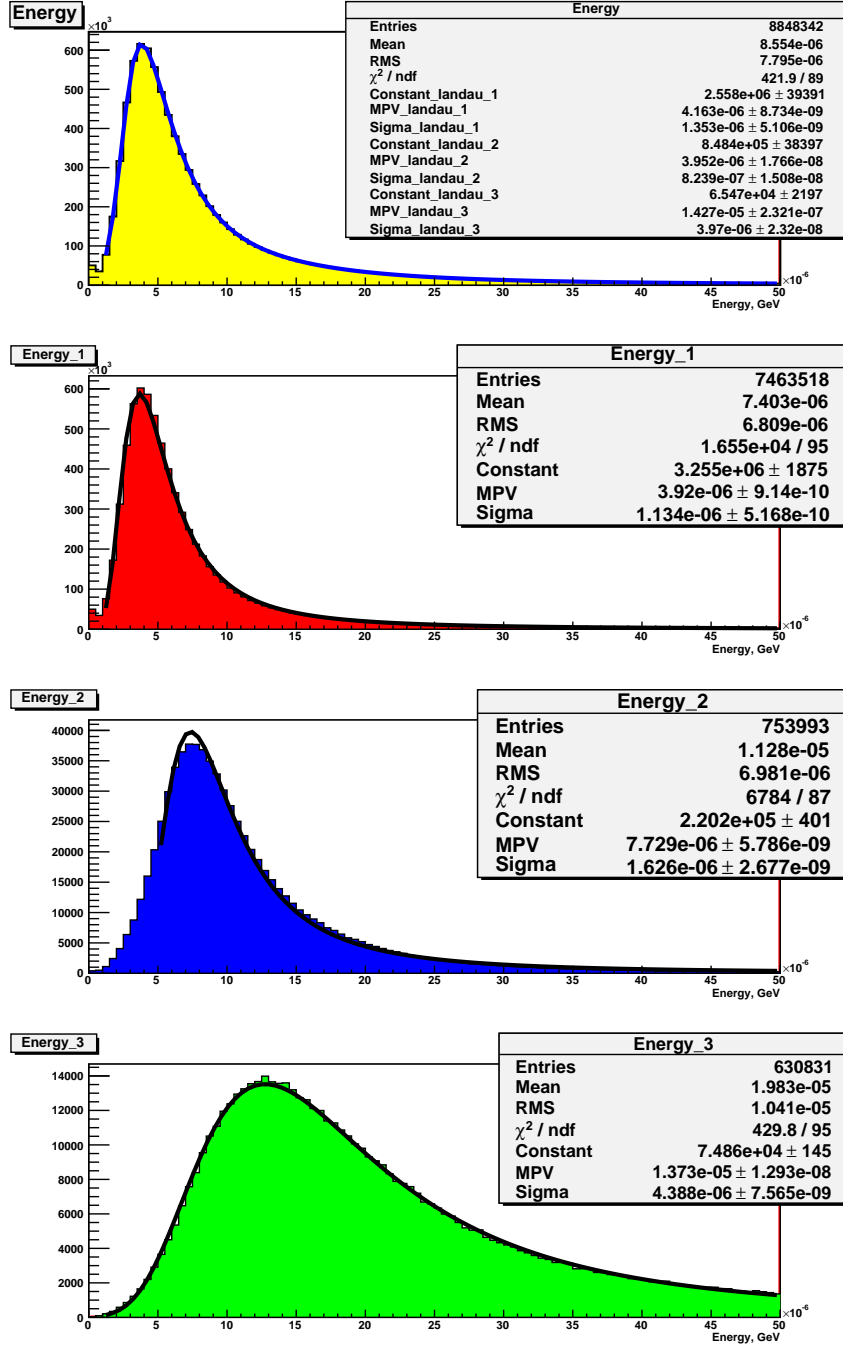 Energy
×10³
600
500
400
300
200
100
0
0 5 10 15 20 25 30 35 40 45 50
×10⁻⁶
Energy, GeV
Energy
Entries 8848342
Mean 8.554e-06
RMS 7.795e-06
χ² / ndf 421.9 / 89
Constant_landau_1 2.558e+06 ± 39391
MPV_landau_1 4.163e-06 ± 8.734e-09
Sigma_landau_1 1.353e-06 ± 5.106e-09
Constant_landau_2 8.484e+05 ± 38397
MPV_landau_2 3.952e-06 ± 1.766e-08
Sigma_landau_2 8.239e-07 ± 1.508e-08
Constant_landau_3 6.547e+04 ± 2197
MPV_landau_3 1.427e-05 ± 2.321e-07
Sigma_landau_3 3.97e-06 ± 2.32e-08
Energy_1
×10³
600
500
400
300
200
100
0
0 5 10 15 20 25 30 35 40 45 50
×10⁻⁶
Energy, GeV
Energy_1
Entries 7463518
Mean 7.403e-06
RMS 6.809e-06
χ² / ndf 1.655e+04 / 95
Constant 3.255e+06 ± 1875
MPV 3.92e-06 ± 9.14e-10
Sigma 1.134e-06 ± 5.168e-10
Energy_2
40000
35000
30000
25000
20000
15000
10000
5000
0
0 5 10 15 20 25 30 35 40 45 50
×10⁻⁶
Energy, GeV
Energy_2
Entries 753993
Mean 1.128e-05
RMS 6.981e-06
χ² / ndf 6784 / 87
Constant 2.202e+05 ± 401
MPV 7.729e-06 ± 5.786e-09
Sigma 1.626e-06 ± 2.677e-09
Energy_3
14000
12000
10000
8000
6000
4000
2000
0
0 5 10 15 20 25 30 35 40 45 50
×10⁻⁶
Energy, GeV
Energy_3
Entries 630831
Mean 1.983e-05
RMS 1.041e-05
χ² / ndf 429.8 / 95
Constant 7.486e+04 ± 145
MPV 1.373e-05 ± 1.293e-08
Sigma 4.388e-06 ± 7.565e-09